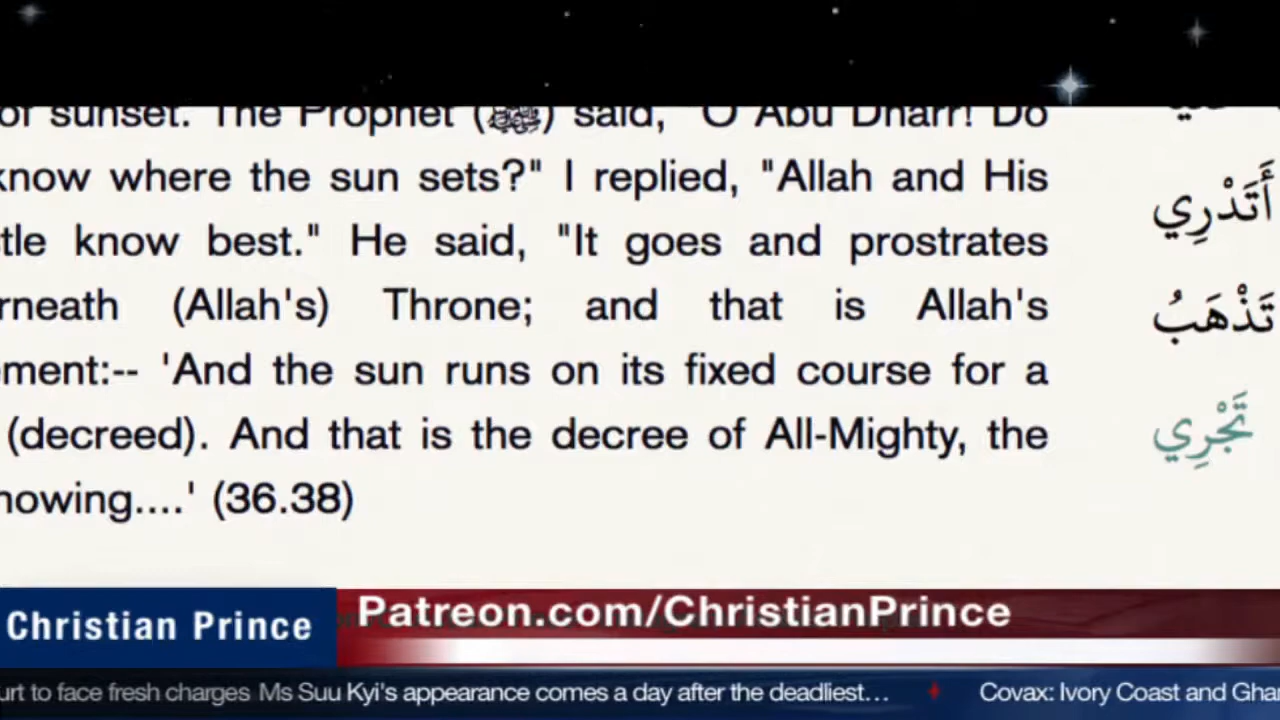 of sunset. The Prophet (ﷺ) said, "O Abu Dharr! Do
know where the sun sets?" I replied, "Allah and His
tle know best." He said, "It goes and prostrates
rneath (Allah's) Throne; and that is Allah's
ement:-- 'And the sun runs on its fixed course for a
(decreed). And that is the decree of All-Mighty, the
nowing....' (36.38)
أَتَدْرِي
تَذْهَبُ
تَجْرِي
Christian Prince
Patreon.com/ChristianPrince
urt to face fresh charges Ms Suu Kyi's appearance comes a day after the deadliest... Covax: Ivory Coast and Ghan